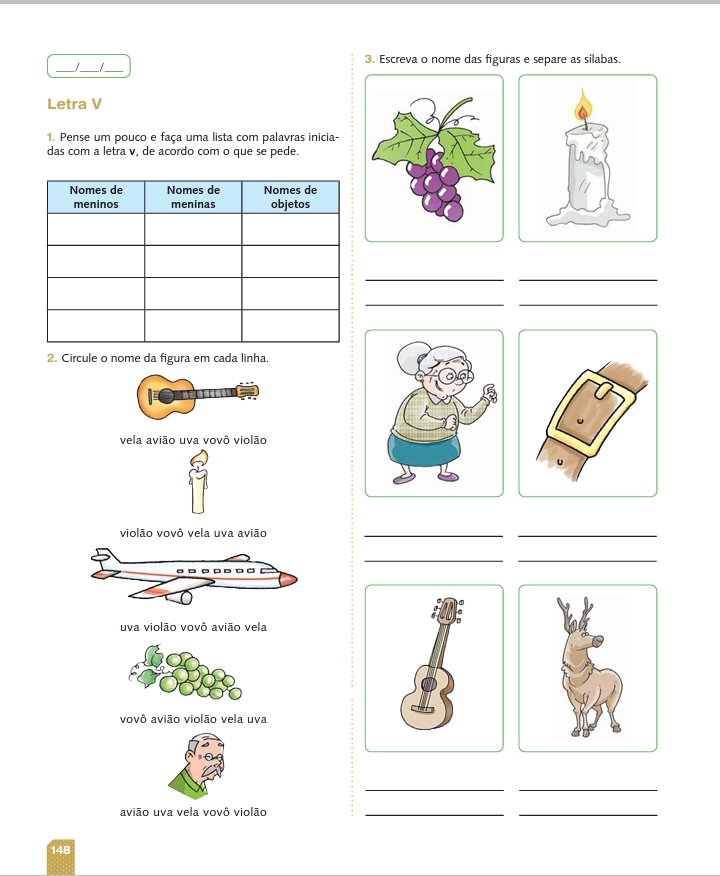 ___/___/___
Letra V
1. Pense um pouco e faça uma lista com palavras inicia-
das com a letra v, de acordo com o que se pede.
Nomes de meninos
Nomes de meninas
Nomes de objetos
2. Circule o nome da figura em cada linha.
vela avião uva vovô violão
violão vovô vela uva avião
uva violão vovô avião vela
vovô avião violão vela uva
avião uva vela vovô violão
148
3. Escreva o nome das figuras e separe as sílabas.